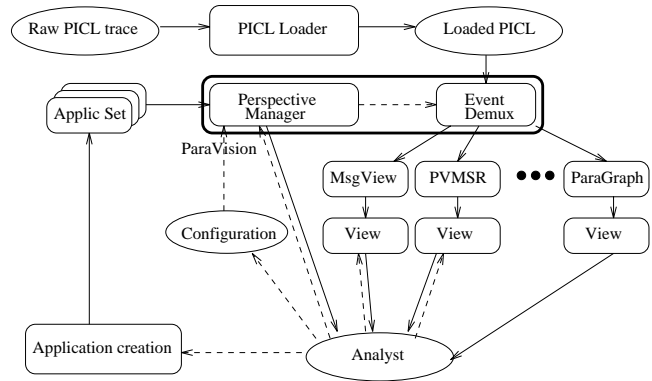 Raw PICL trace
PICL Loader
Loaded PICL
Applic Set
Perspective
Manager
Event
Demux
ParaVision
MsgView
PVMSR
ParaGraph
Configuration
View
View
View
Application creation
Analyst